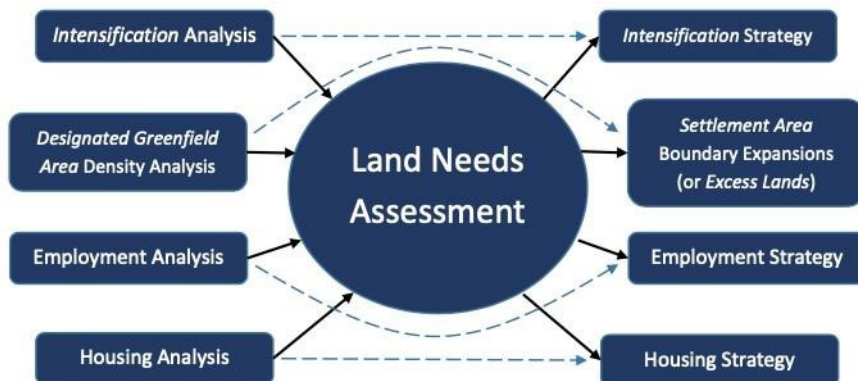 Intensification Analysis
Intensification Strategy
Designated Greenfield
Area Density Analysis
Land Needs
Assessment
Settlement Area
Boundary Expansions
(or Excess Lands)
Employment Analysis
Employment Strategy
Housing Analysis
Housing Strategy